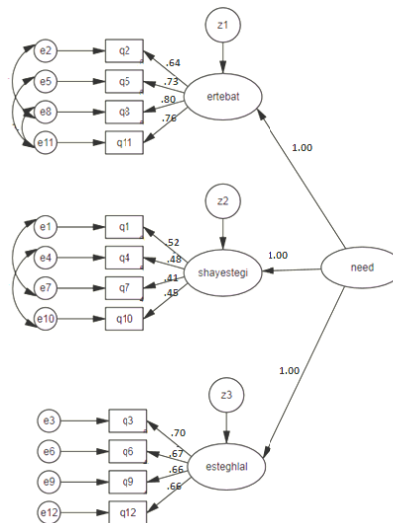 z1
e2 q2 .64
e5 q5 .73
ertebat
e8 q8 .80
e11 q11 .76
1.00
z2
e1 q1 .52
e4 q4 .48
1.00
shayestegi need
e7 q7 .41
e10 q10 .45
1.00
z3
e3 q3 .70
e6 q6 .67
esteghlal
e9 q9 .66
e12 q12 .66